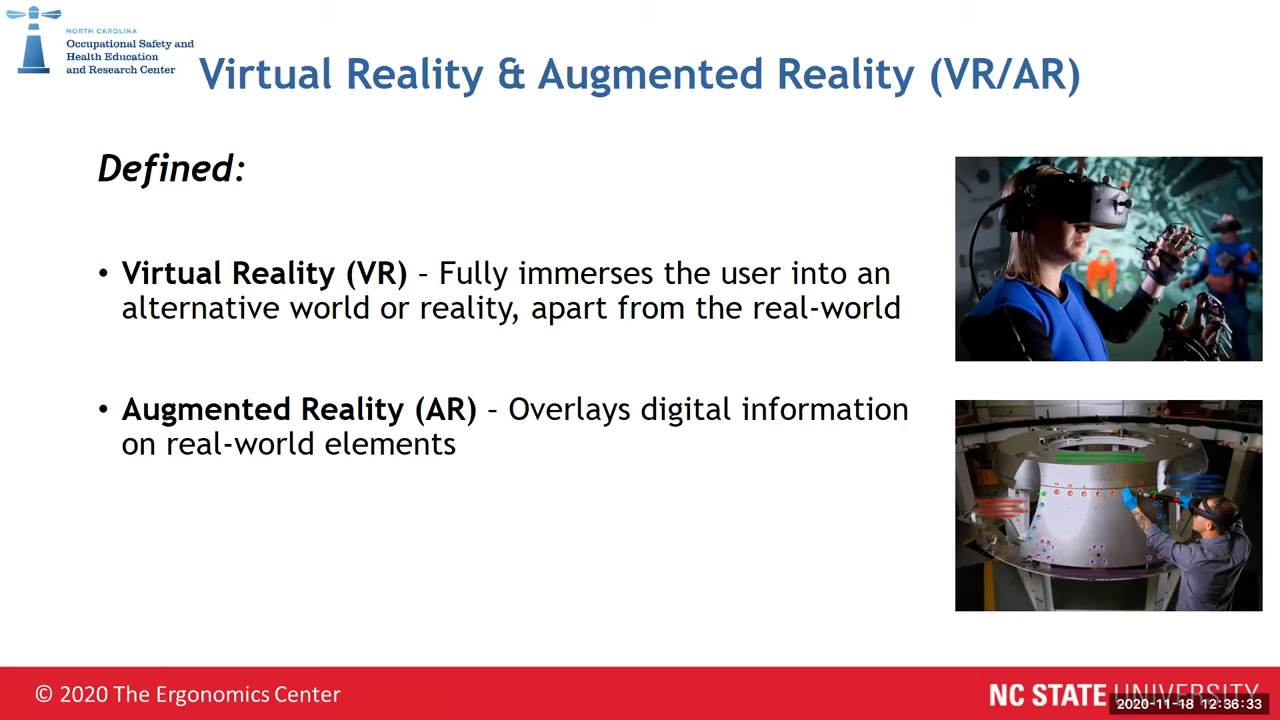 NORTH CAROLINA
Occupational Safety and
Health Education
and Research Center
Virtual Reality & Augmented Reality (VR/AR)
Defined:
• Virtual Reality (VR) – Fully immerses the user into an
alternative world or reality, apart from the real-world
• Augmented Reality (AR) – Overlays digital information
on real-world elements
© 2020 The Ergonomics Center
NC STATE UNIVERSITY
2020-11-18 12:36:33